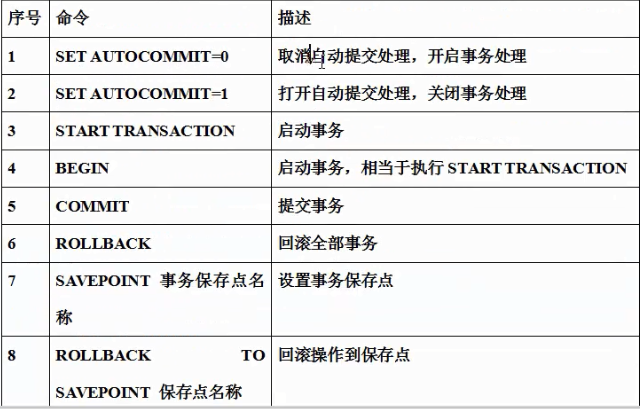 序号 命令 描述
1 SET AUTOCOMMIT=0 取消自动提交处理，开启事务处理
2 SET AUTOCOMMIT=1 打开自动提交处理，关闭事务处理
3 START TRANSACTION 启动事务
4 BEGIN 启动事务，相当于执行 START TRANSACTION
5 COMMIT 提交事务
6 ROLLBACK 回滚全部事务
7 SAVEPOINT 事务保存点名 设置事务保存点
称
8 ROLLBACK TO 回滚操作到保存点
SAVEPOINT 保存点名称